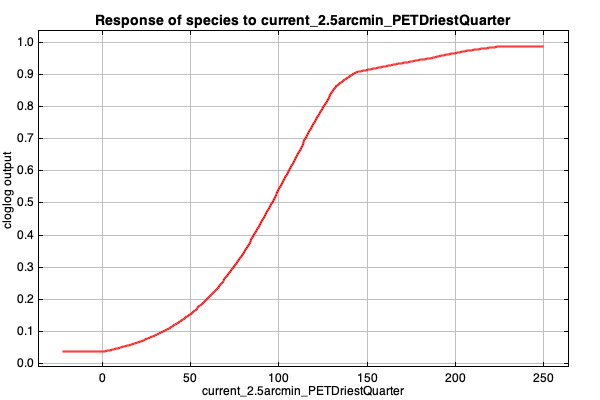 Response of species to current_2.5arcmin_PETDriestQuarter
cloglog output
1.0
0.9
0.8
0.7
0.6
0.5
0.4
0.3
0.2
0.1
0.0
0 50 100 150 200 250
current_2.5arcmin_PETDriestQuarter